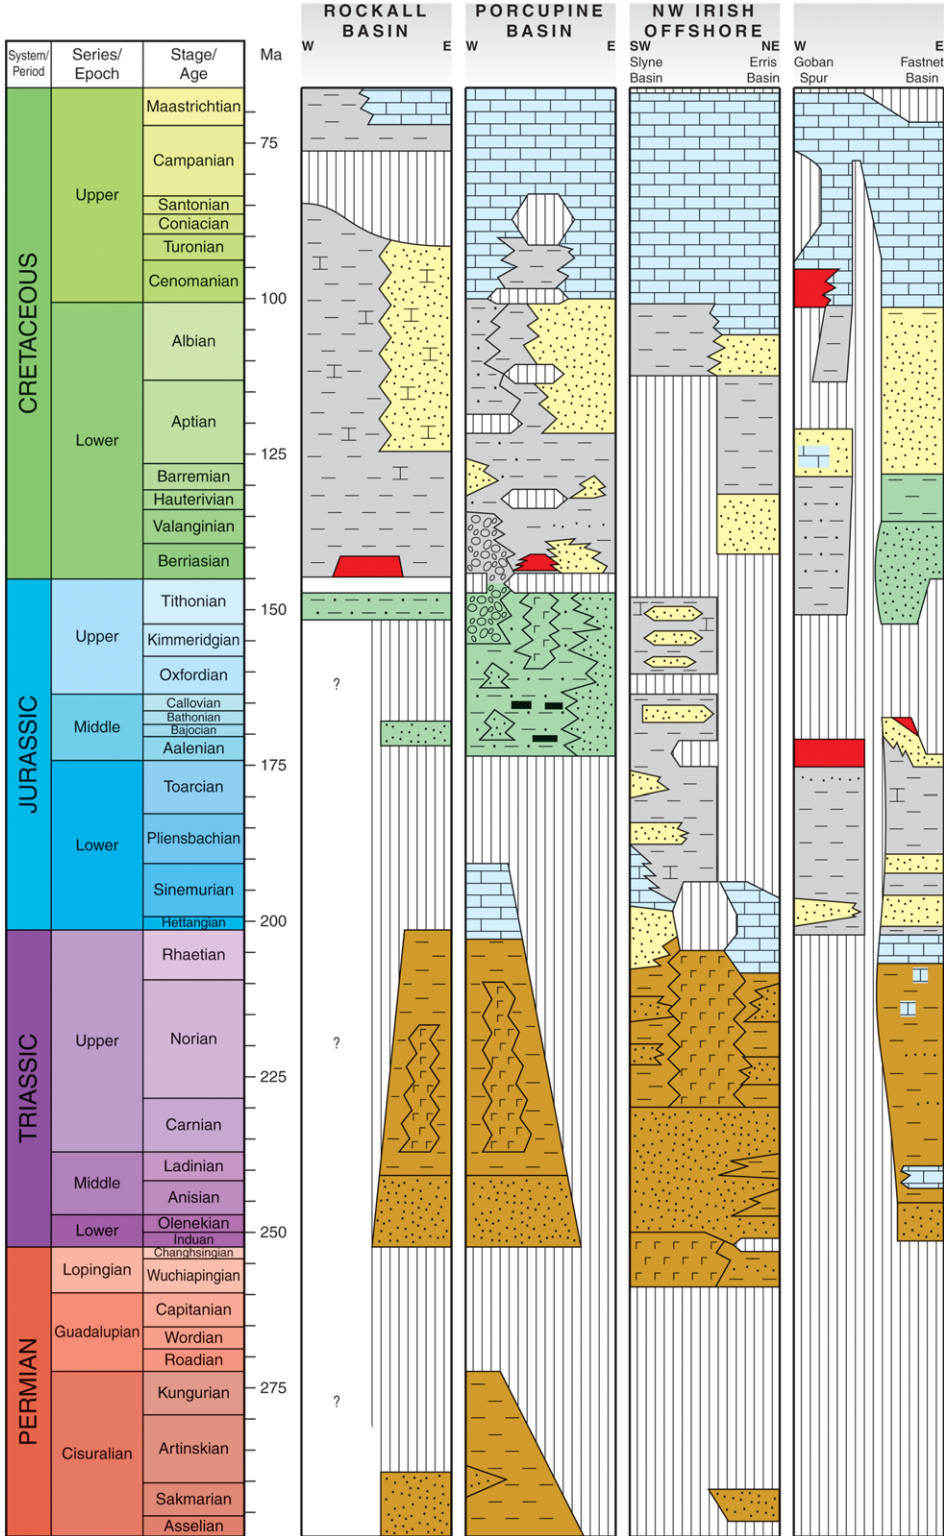 ROCKALL
BASIN
W E
PORCUPINE
BASIN
W E
NW IRISH
OFFSHORE
SW NE
Slyne Erris
Basin Basin
W E
Goban Fastnet
Spur Basin
System/
Period
Series/
Epoch
Stage/
Age
Ma
CRETACEOUS
Upper
Maastrichtian
Campanian
Santonian
Coniacian
Turonian
Cenomanian
Lower
Albian
Aptian
Barremian
Hauterivian
Valanginian
Berriasian
JURASSIC
Upper
Tithonian
Kimmeridgian
Oxfordian
Middle
Callovian
Bathonian
Bajocian
Aalenian
Lower
Toarcian
Pliensbachian
Sinemurian
Hettangian
TRIASSIC
Upper
Rhaetian
Norian
Carnian
Middle
Ladinian
Anisian
Lower
Olenekian
Induan
PERMIAN
Lopingian
Changhsingian
Wuchiapingian
Guadalupian
Capitanian
Wordian
Roadian
Cisuralian
Kungurian
Artinskian
Sakmarian
Asselian
75
100
125
150
175
200
225
250
275
?
?
?